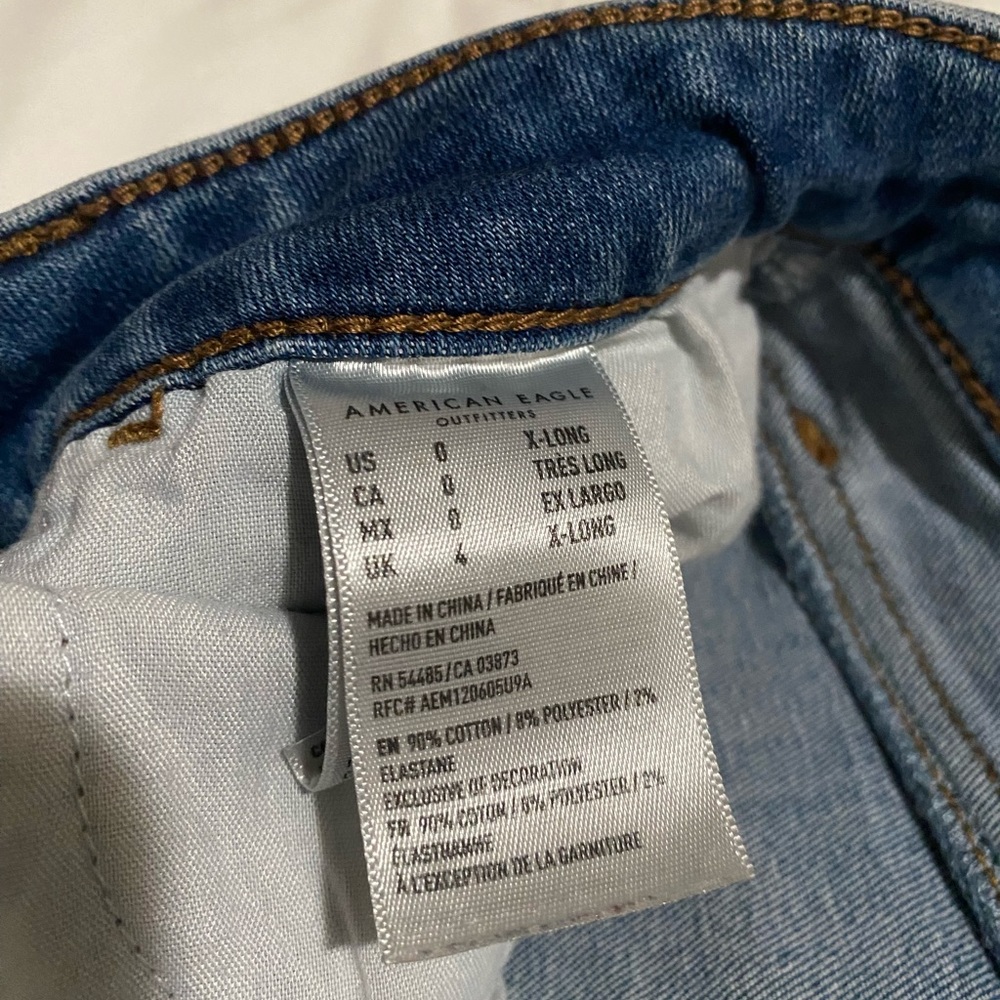 AMERICAN EAGLE
OUTFITTERS
US 0 X-LONG
CA 0 TRÈS LONG
MX 0 EX LARGO
UK 4 X-LONG
MADE IN CHINA / FABRIQUÉ EN CHINE /
HECHO EN CHINA
RN 54485/CA 03873
RFC# AEM120605U9A
EN 90% COTTON / 8% POLYESTER / 2%
ELASTANE
EXCLUSIVE OF DECORATION
FR 90% COTON / 8% POLYESTER / 2%
ÉLASTHANNE
À L'EXCEPTION DE LA GARNITURE